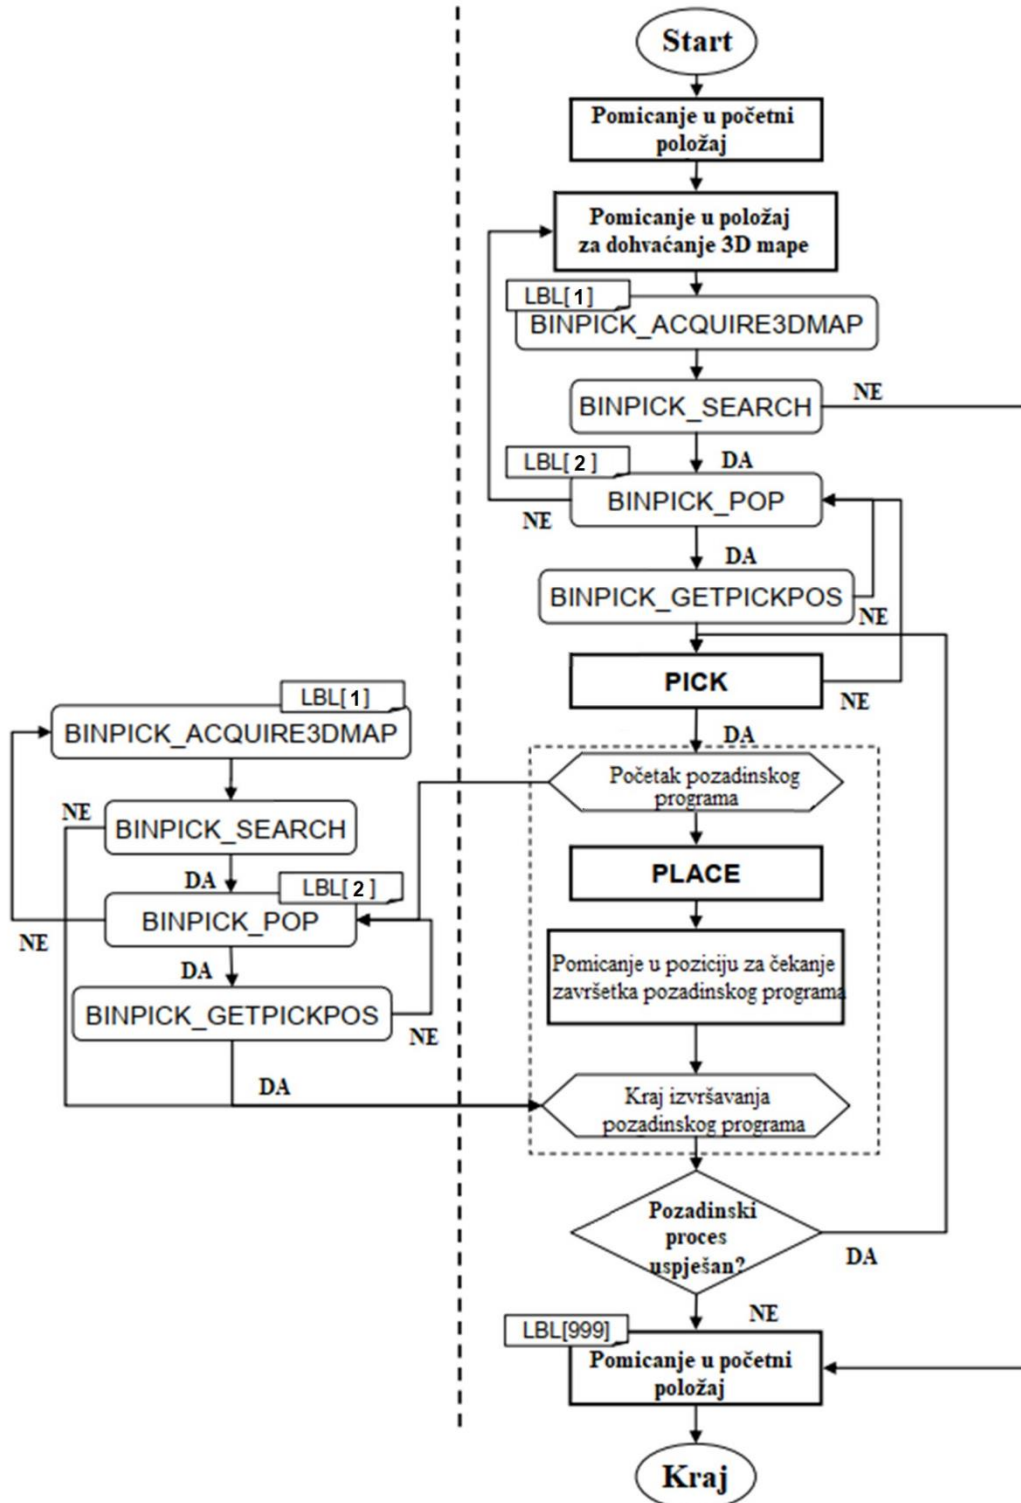 Start
Pomicanje u početni
položaj
Pomicanje u položaj
za dohvaćanje 3D mape
LBL[1]
BINPICK_ACQUIRE3DMAP
BINPICK_SEARCH
NE
DA
LBL[2]
BINPICK_POP
NE
DA
BINPICK_GETPICKPOS
NE
PICK
NE
DA
Početak pozadinskog
programa
PLACE
Pomicanje u poziciju za čekanje
završetka pozadinskog programa
Kraj izvršavanja
pozadinskog programa
Pozadinski
proces
uspješan?
DA
NE
LBL[999]
Pomicanje u početni
položaj
Kraj
LBL[1]
BINPICK_ACQUIRE3DMAP
NE
BINPICK_SEARCH
DA
LBL[2]
BINPICK_POP
NE
DA
BINPICK_GETPICKPOS
NE
DA